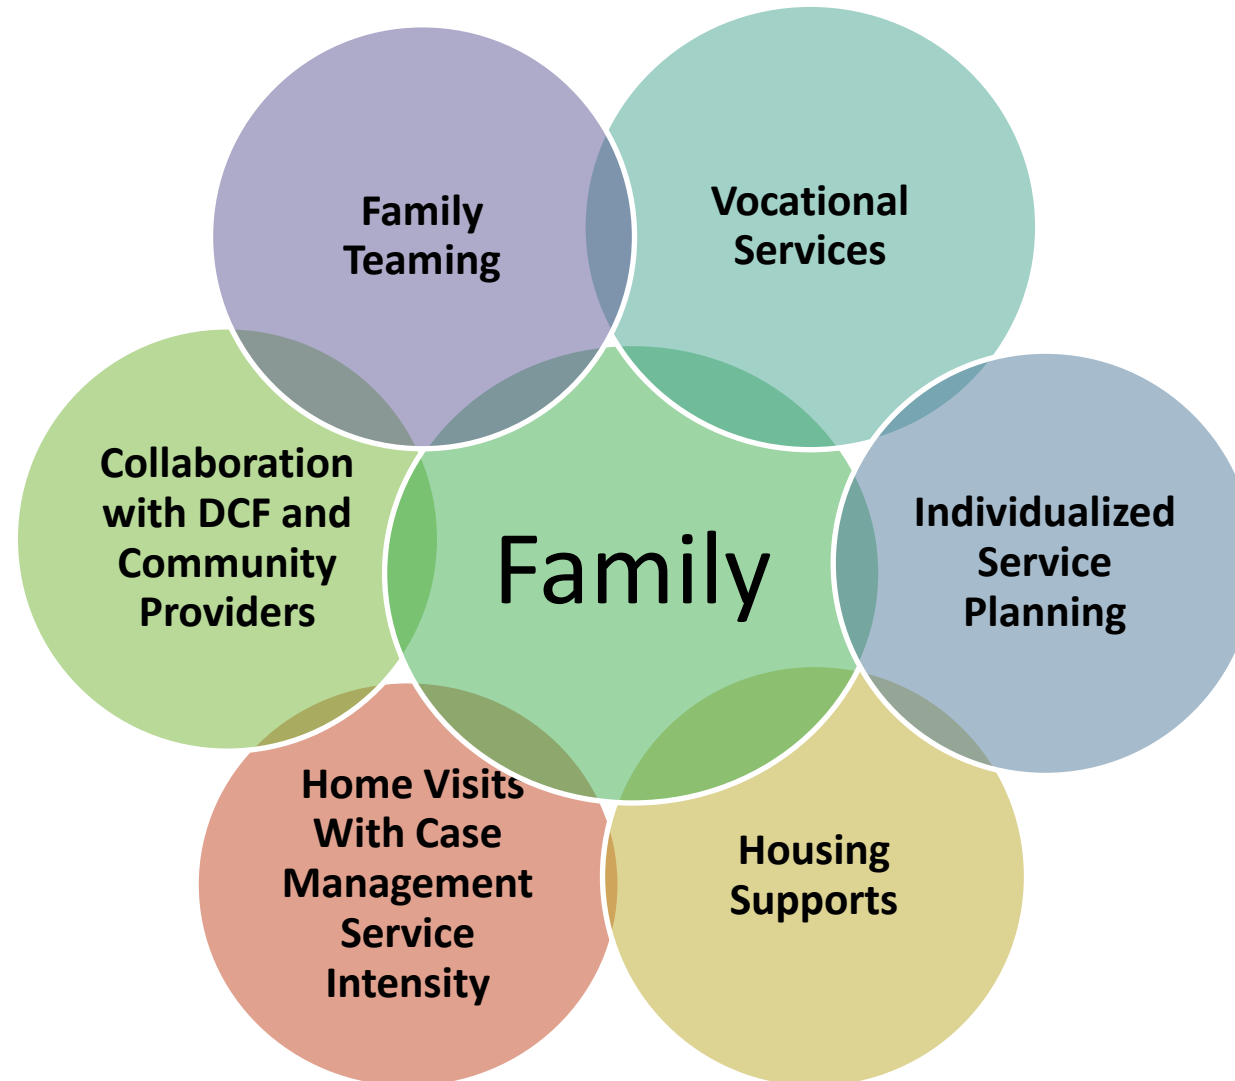 Family
Teaming
Vocational
Services
Collaboration
with DCF and
Community
Providers
Family
Individualized
Service
Planning
Home Visits
With Case
Management
Service
Intensity
Housing
Supports